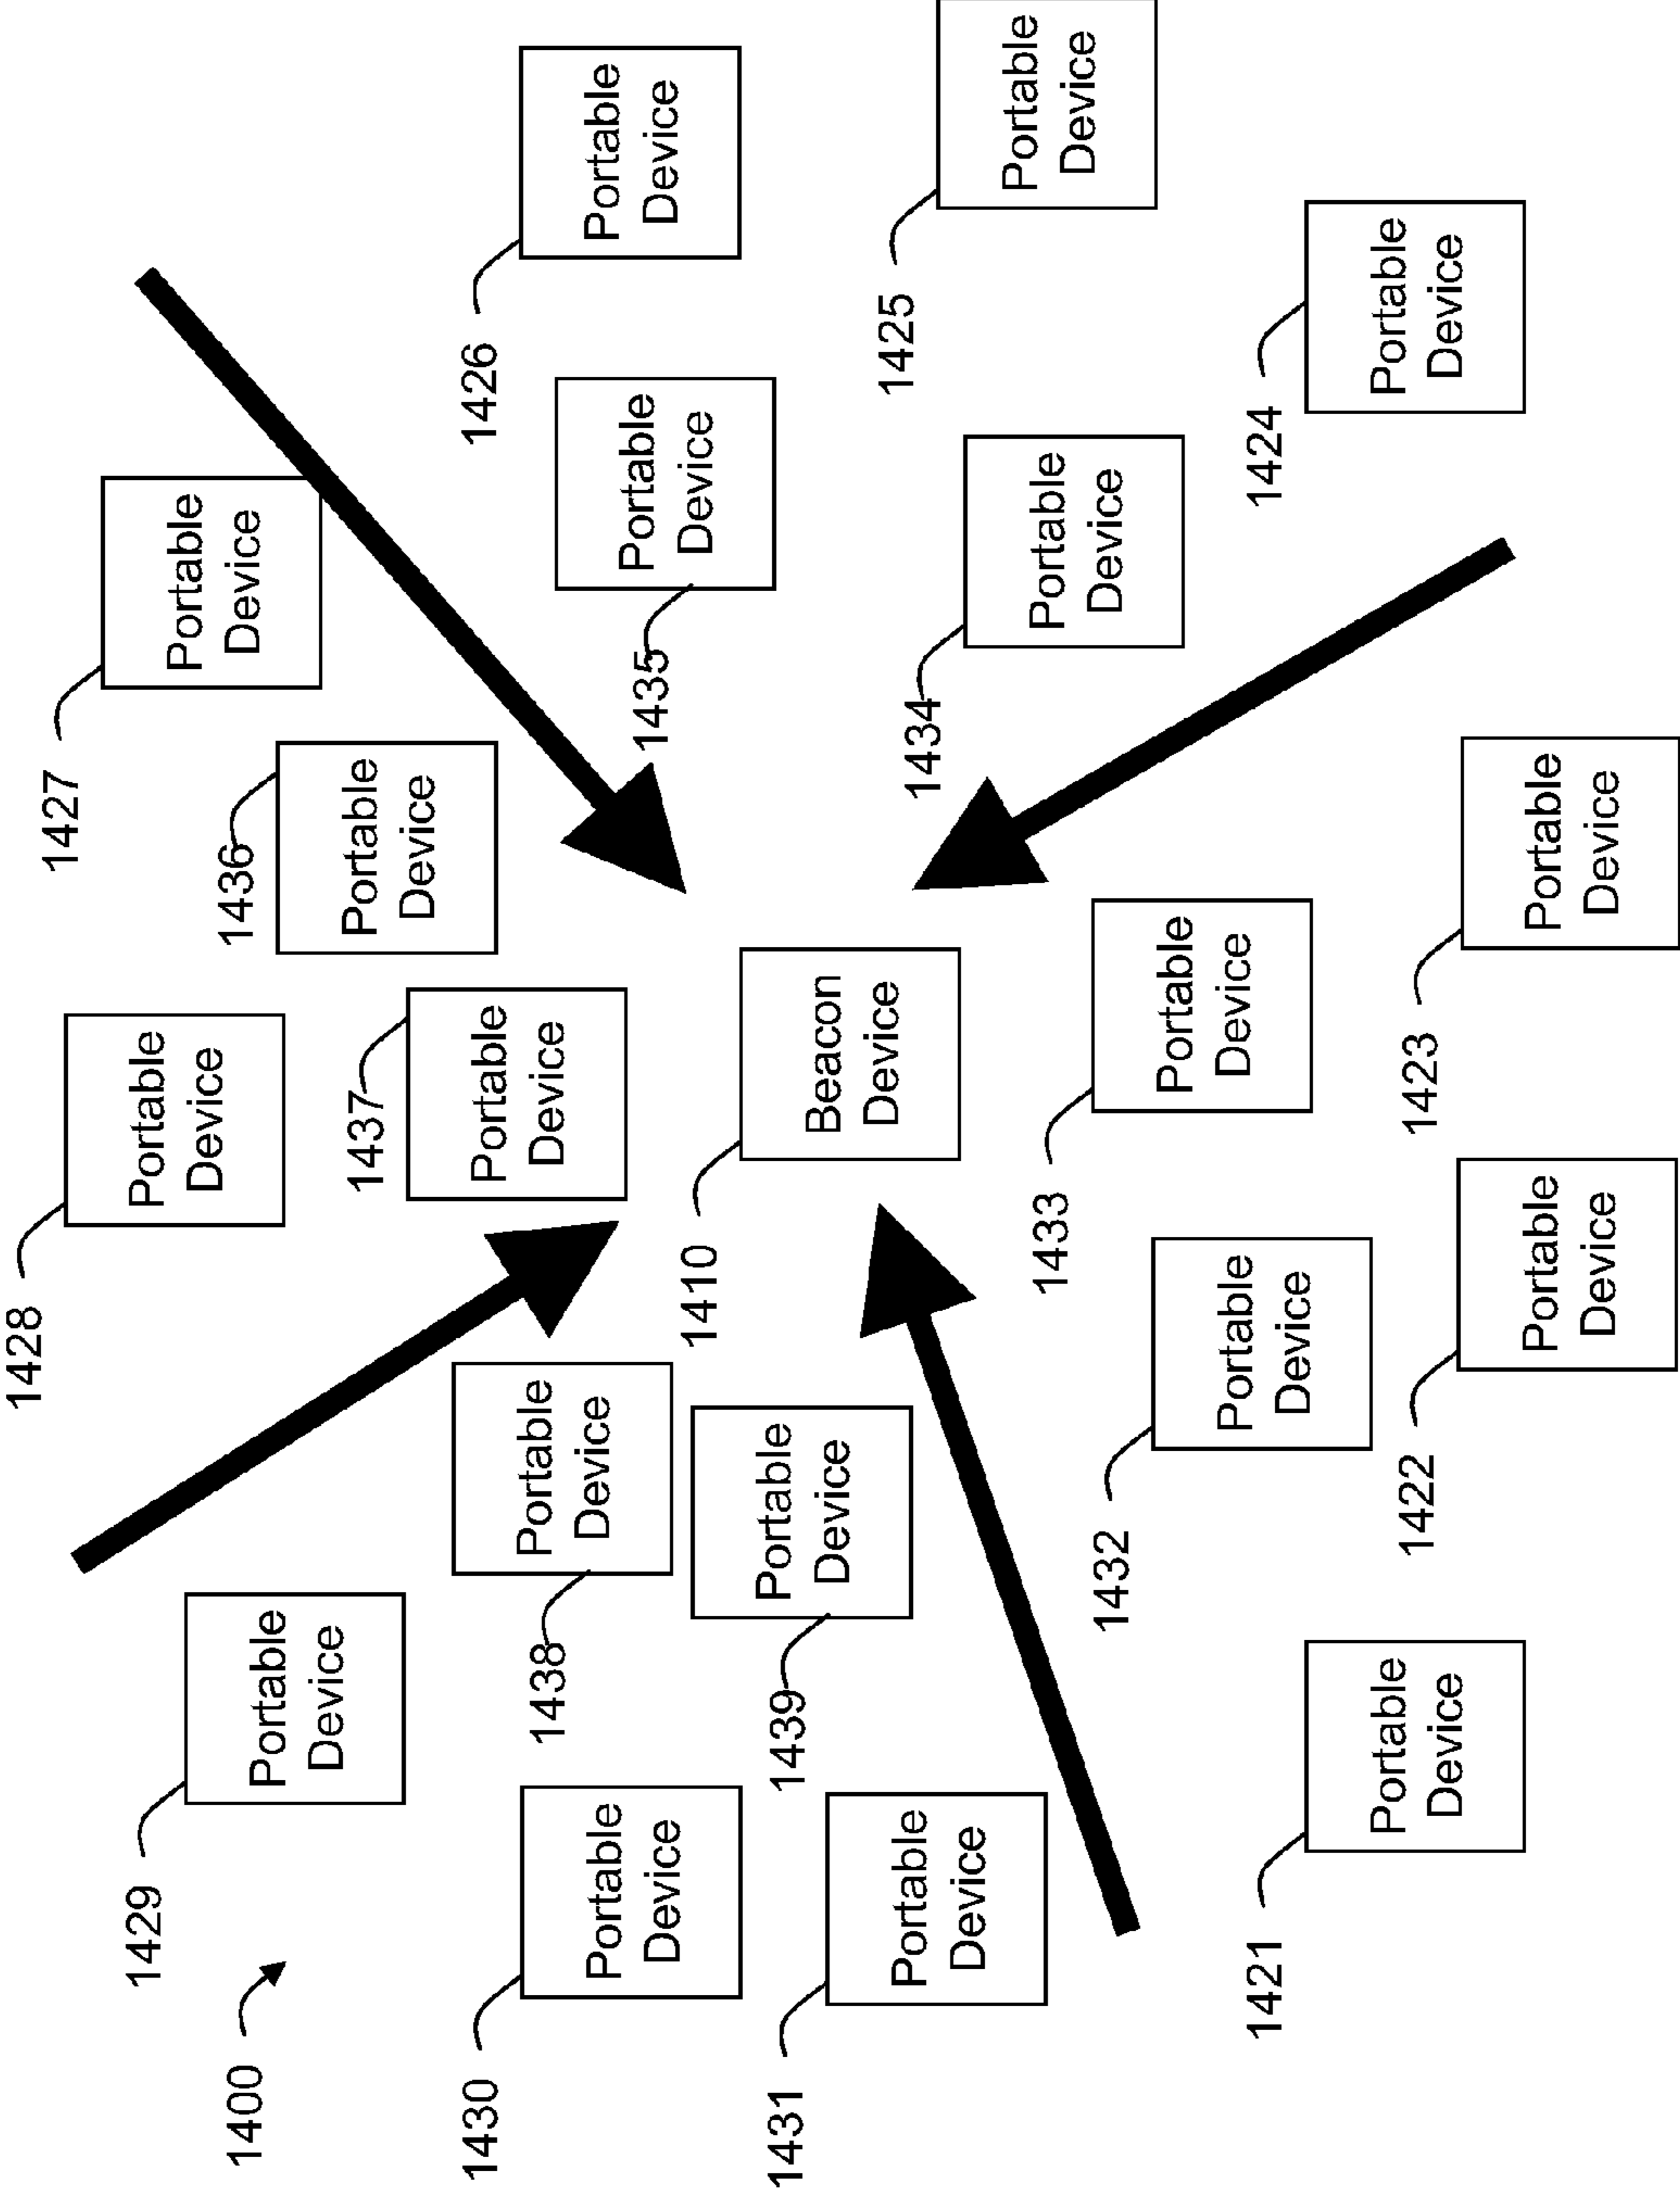 1400
1428
Portable
Device
1427
Portable
Device
1429
Portable
Device
1436
Portable
Device
1437
Portable
Device
1430
Portable
Device
1426
Portable
Device
1438
Portable
Device
1435
Portable
Device
1410
Beacon
Device
1431
Portable
Device
1439
Portable
Device
1425
Portable
Device
1434
Portable
Device
1433
Portable
Device
1432
Portable
Device
1421
Portable
Device
1424
Portable
Device
1422
Portable
Device
1423
Portable
Device